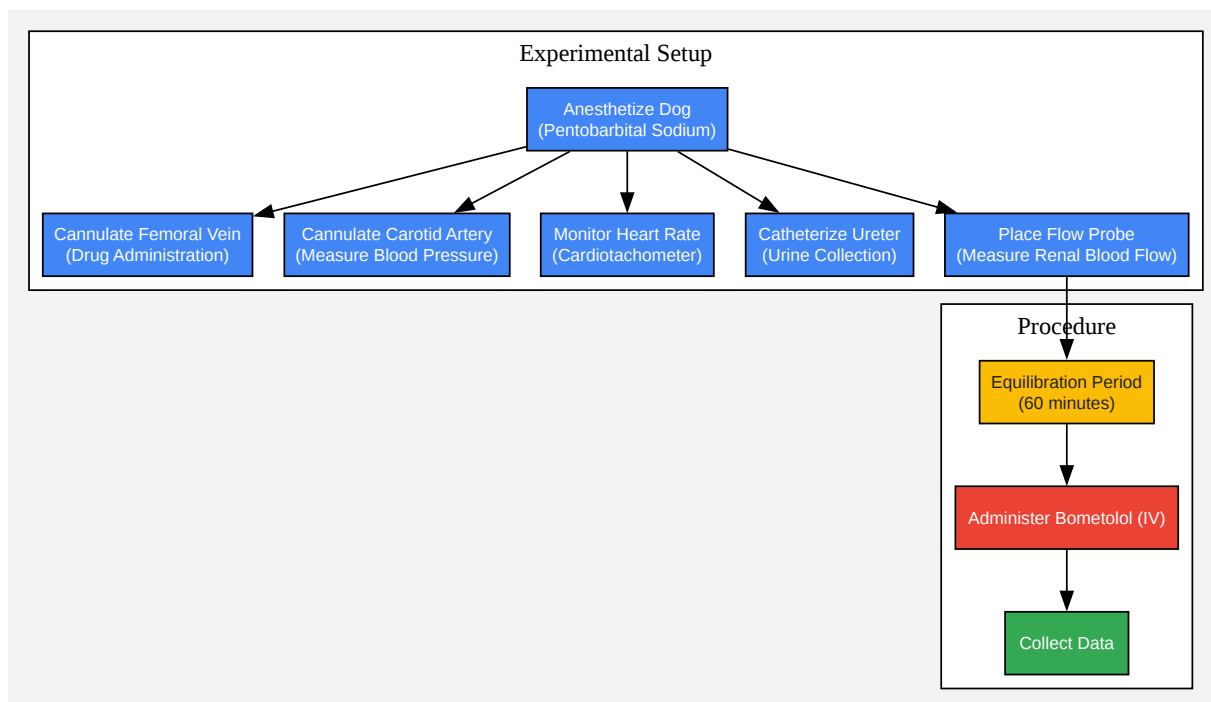 Experimental Setup
Anesthetize Dog
(Pentobarbital Sodium)
Cannulate Femoral Vein
(Drug Administration)
Cannulate Carotid Artery
(Measure Blood Pressure)
Monitor Heart Rate
(Cardiotachometer)
Catheterize Ureter
(Urine Collection)
Place Flow Probe
(Measure Renal Blood Flow)
Procedure
Equilibration Period
(60 minutes)
Administer Bometolol (IV)
Collect Data